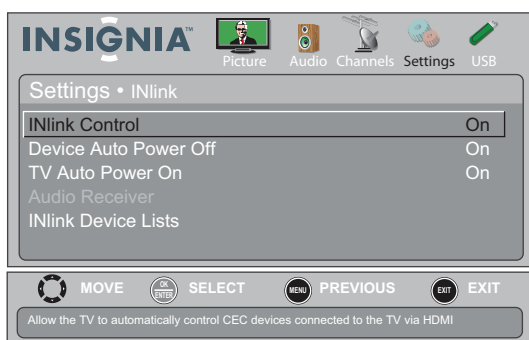 INSIGNIA™
Picture Audio Channels Settings USB
Settings • INlink
INlink Control On
Device Auto Power Off On
TV Auto Power On On
Audio Receiver
INlink Device Lists
MOVE OK ENTER SELECT MENU PREVIOUS EXIT EXIT
Allow the TV to automatically control CEC devices connected to the TV via HDMI